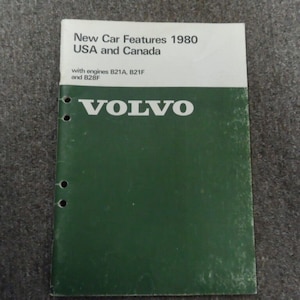 New Car Features 1980
USA and Canada
with engines B21A, B21F
and B28F
VOLVO